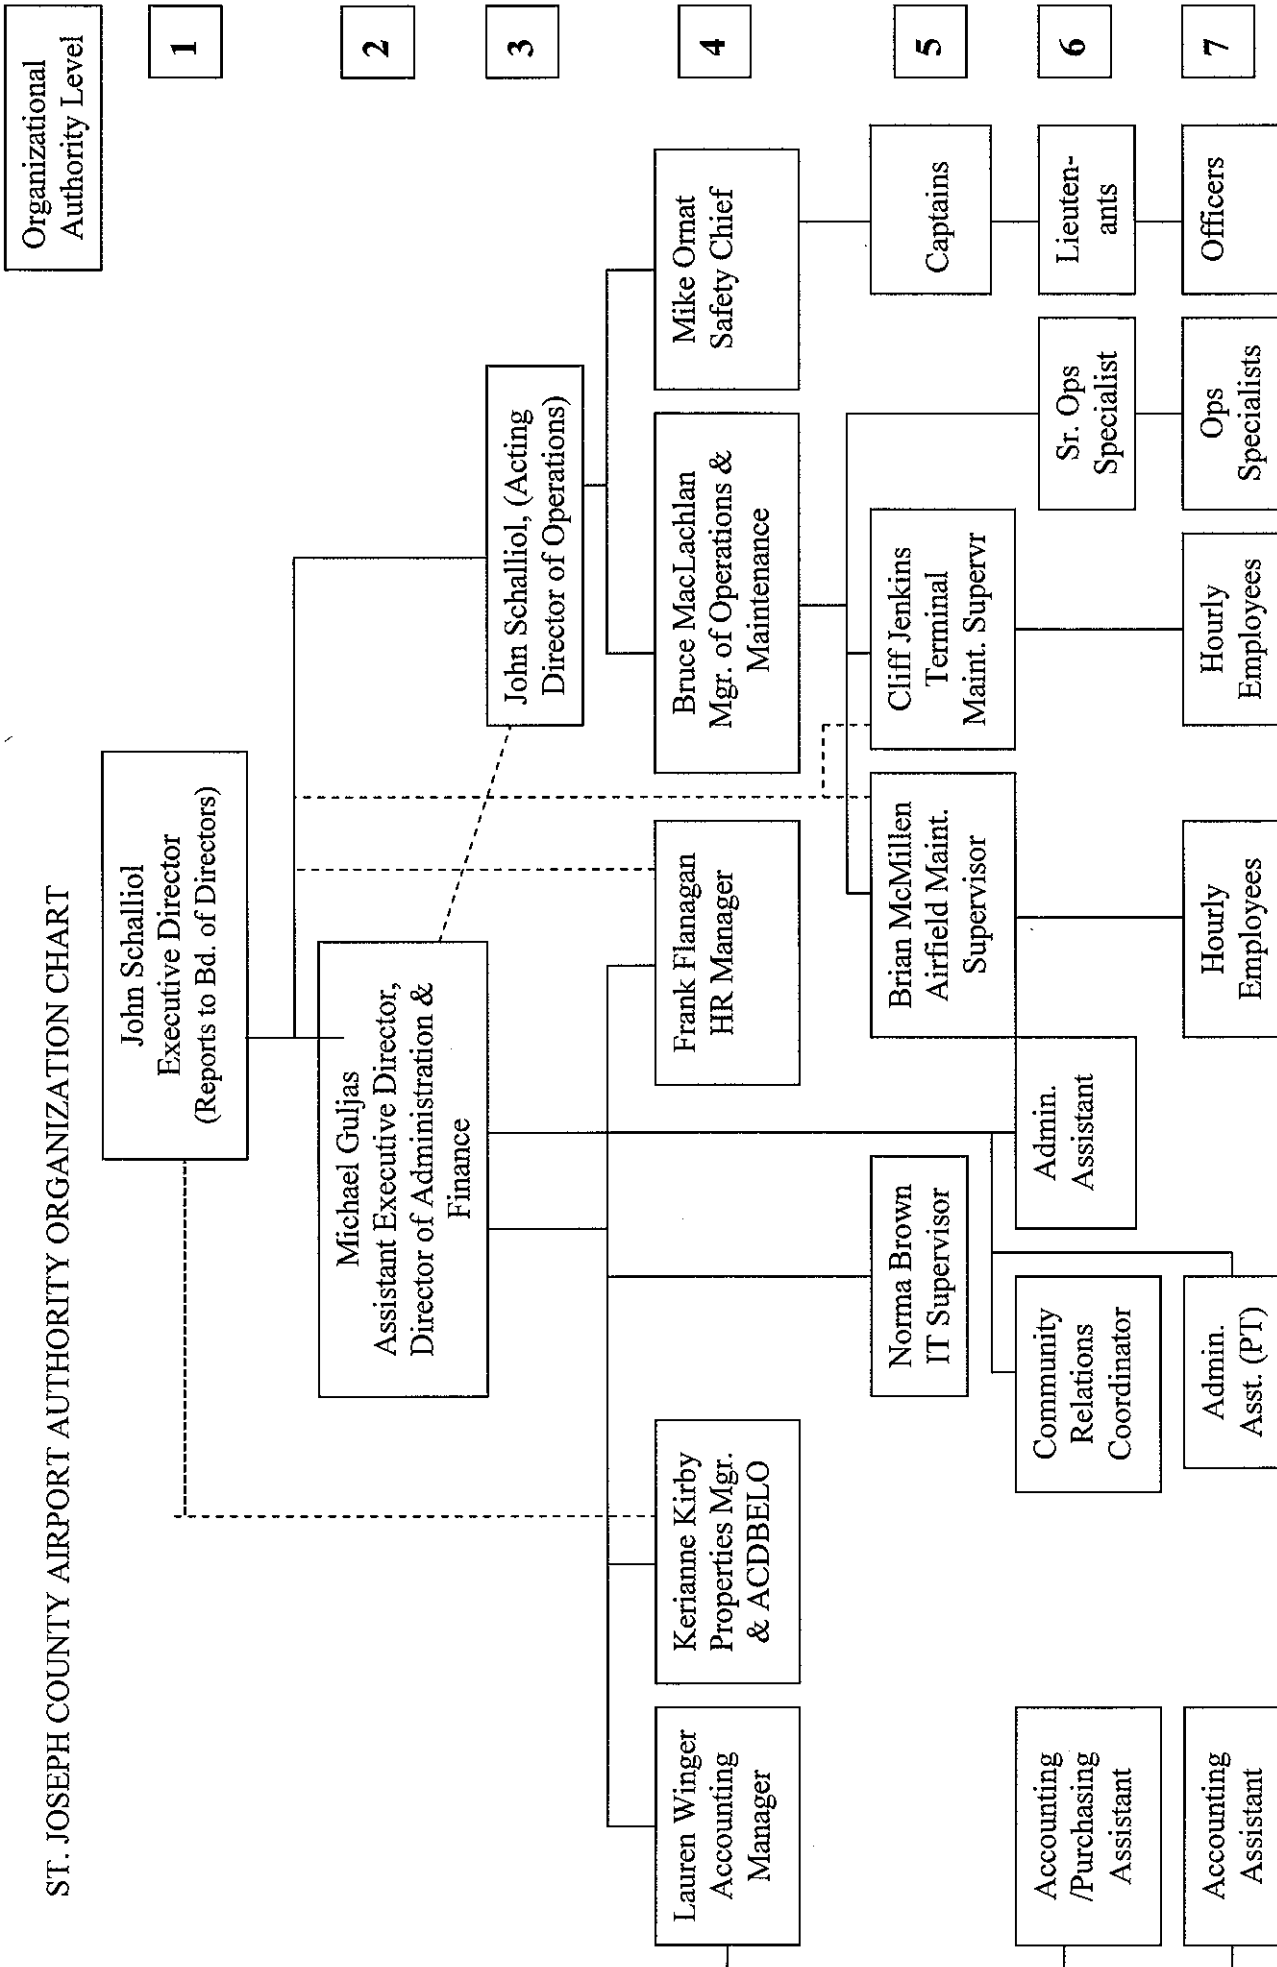 ST. JOSEPH COUNTY AIRPORT AUTHORITY ORGANIZATION CHART
Organizational
Authority Level
1
John Schalliol
Executive Director
(Reports to Bd. of Directors)
2
Michael Guljas
Assistant Executive Director,
Director of Administration &
Finance
3
John Schalliol, (Acting
Director of Operations)
4
Lauren Winger
Accounting
Manager
Kerianne Kirby
Properties Mgr.
& ACDBELO
Frank Flanagan
HR Manager
Bruce MacLachlan
Mgr. of Operations &
Maintenance
Mike Ornat
Safety Chief
5
Norma Brown
IT Supervisor
Brian McMillen
Airfield Maint.
Supervisor
Cliff Jenkins
Terminal
Maint. Supervr
Captains
6
Accounting
/Purchasing
Assistant
Community
Relations
Coordinator
Admin.
Assistant
Sr. Ops
Specialist
Lieuten-
ants
7
Accounting
Assistant
Admin.
Asst. (PT)
Hourly
Employees
Hourly
Employees
Ops
Specialists
Officers